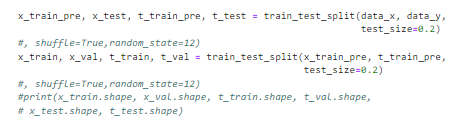 x_train_pre, x_test, t_train_pre, t_test = train_test_split(data_x, data_y,
test_size=0.2)
#, shuffle=True,random_state=12)
x_train, x_val, t_train, t_val = train_test_split(x_train_pre, t_train_pre,
test_size=0.2)
#, shuffle=True,random_state=12)
#print(x_train.shape, x_val.shape, t_train.shape, t_val.shape,
# x_test.shape, t_test.shape)